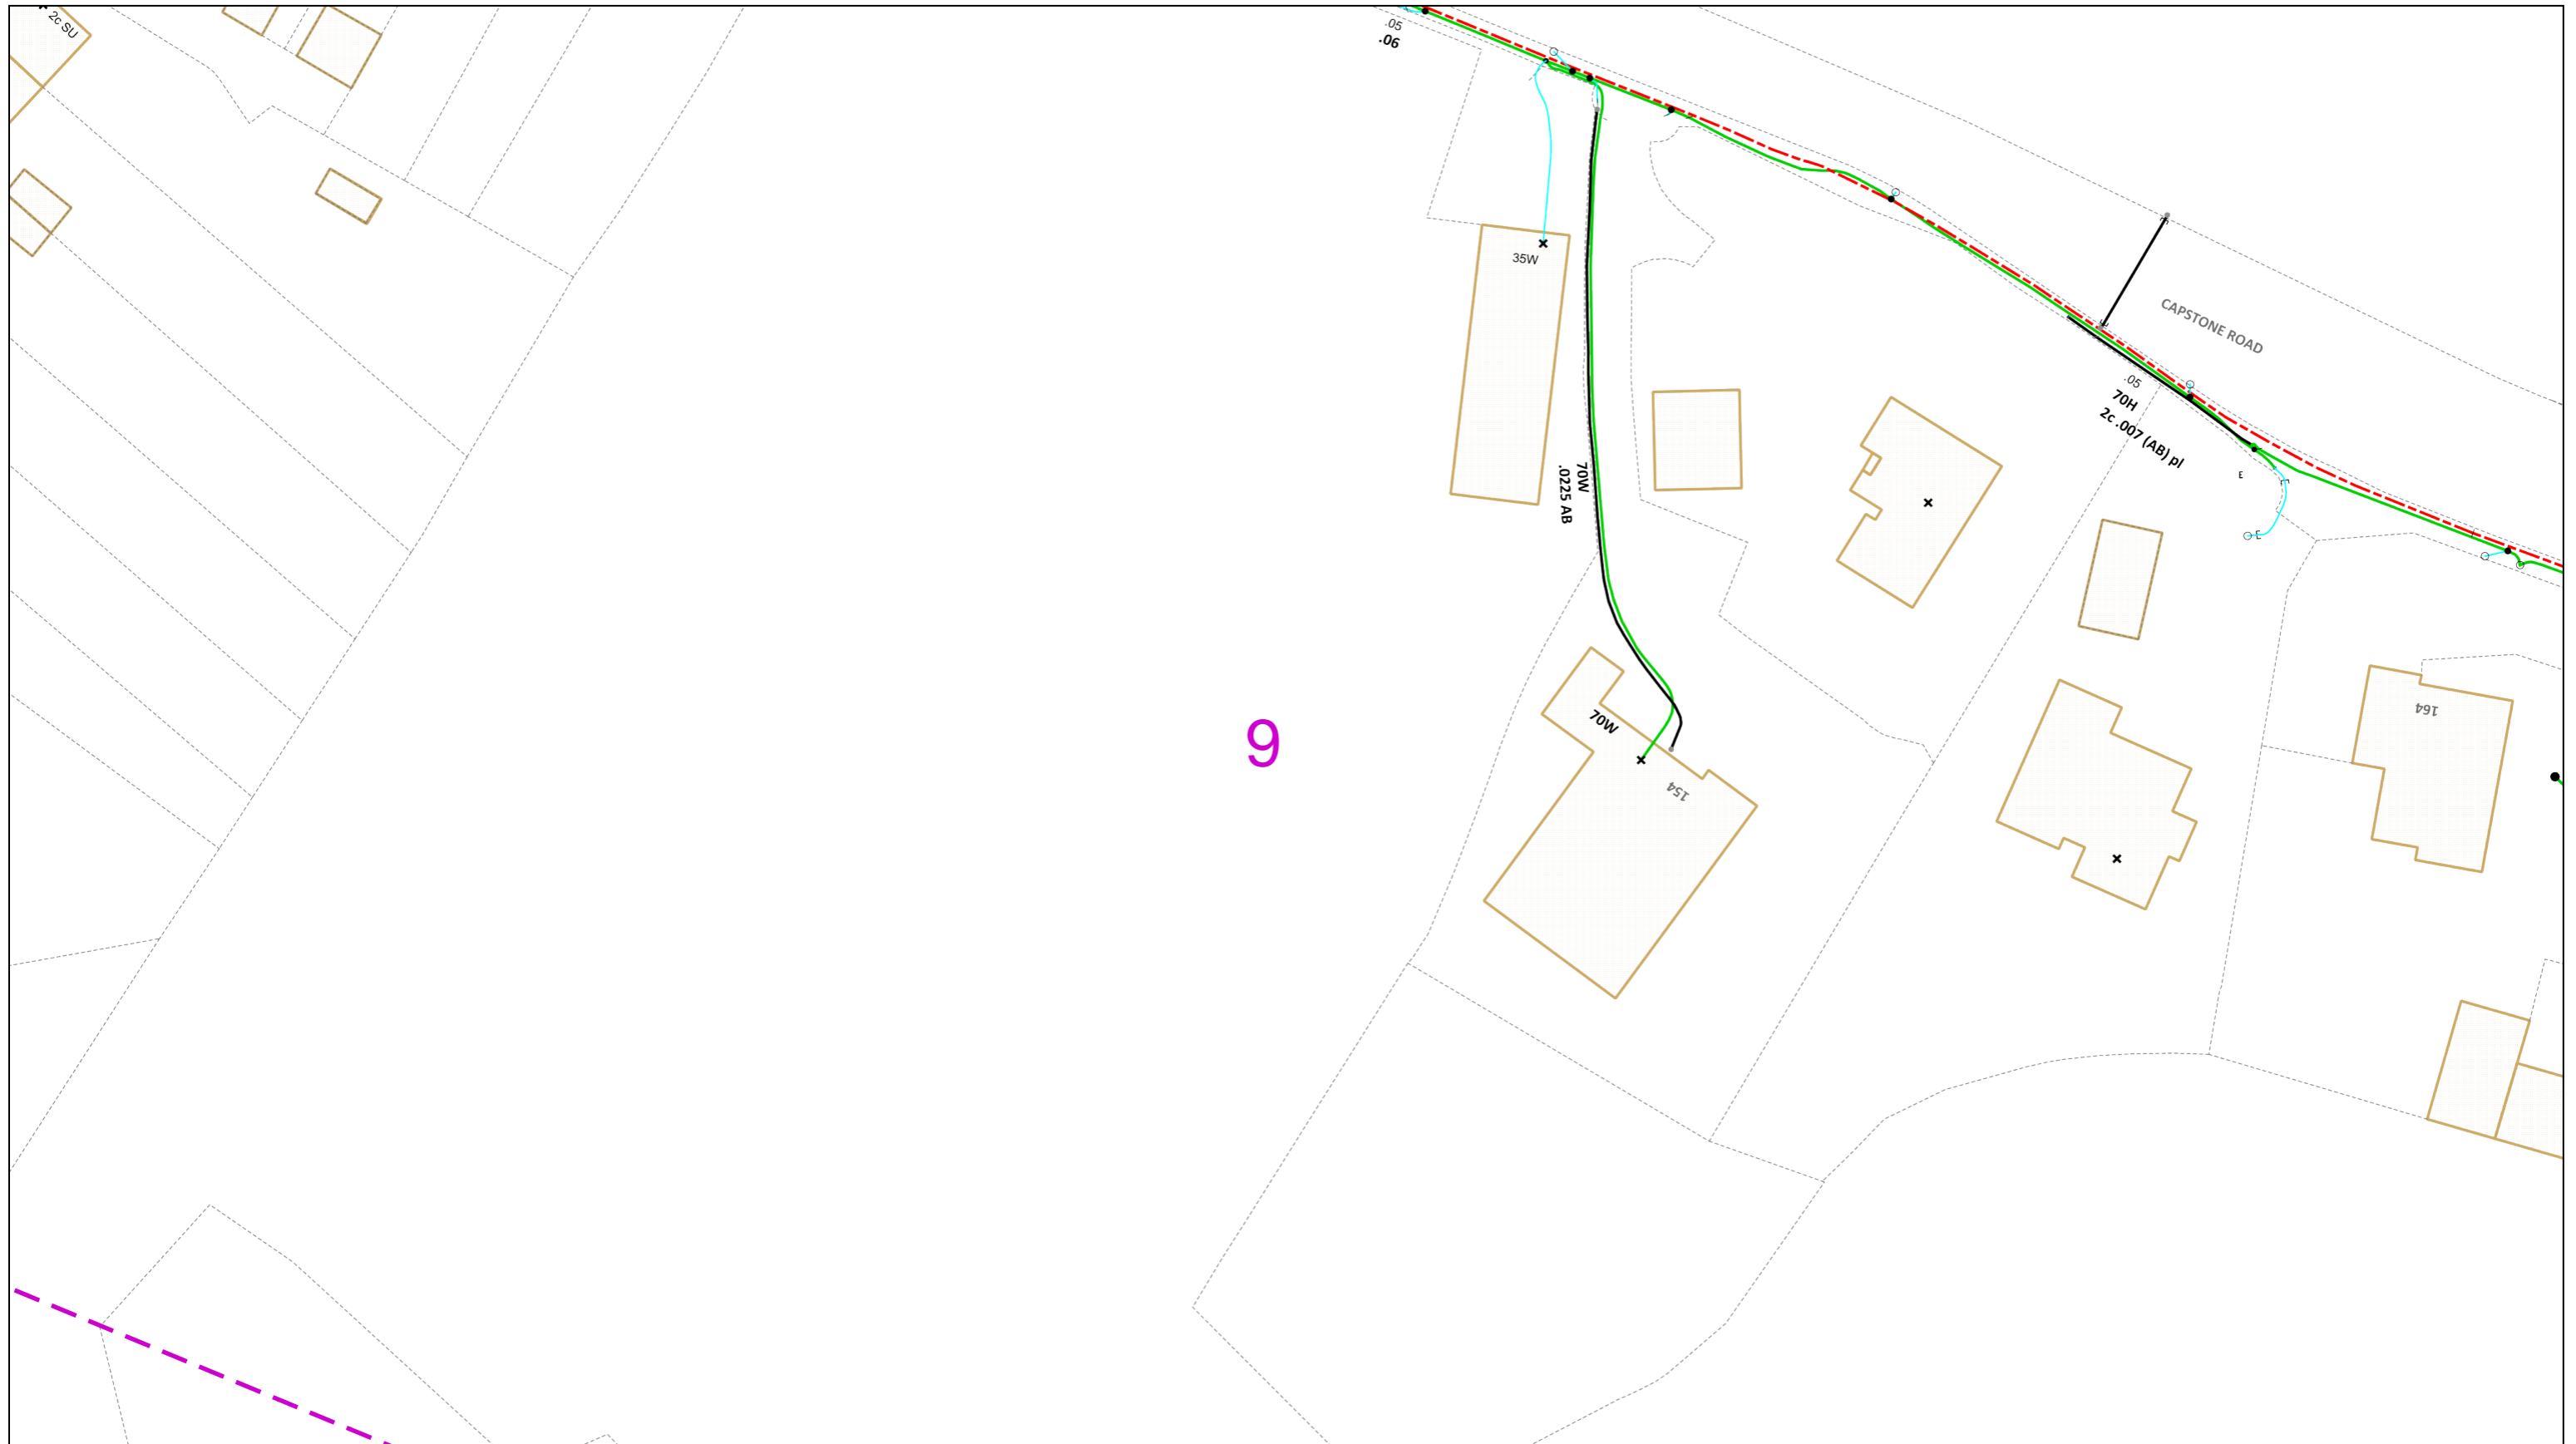 2c SU
.05
.06
35W
CAPSTONE ROAD
.05
70H
2c .007 (AB) pl
70W
.0225 AB
E
E
70W
9
154
164